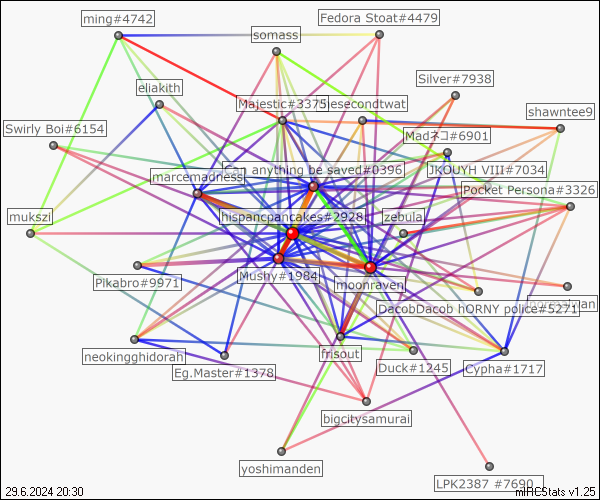 ming#4742
Fedora Stoat#4479
somass
Silver#7938
eliakith
Majestic#3375
thesecondtwat
shawntee9
Swirly Boi#6154
Mad
#6901
Can anything be saved#0396
JKOUYH VIII#7034
marcemadness
Pocket Persona#3326
mukszi
hispanicpancakes#2928
zebula
Mushy#1984
Plkabro#9971
moonraven
DacobDacob hORNY police#5271
neokingghidorah
frisout
Eg.Master#1378
Duck#1245
Cypha#1717
bigcitysamurai
yoshimanden
LPK2387 #7690
29.6.2024 20:30
mIRCStats v1.25